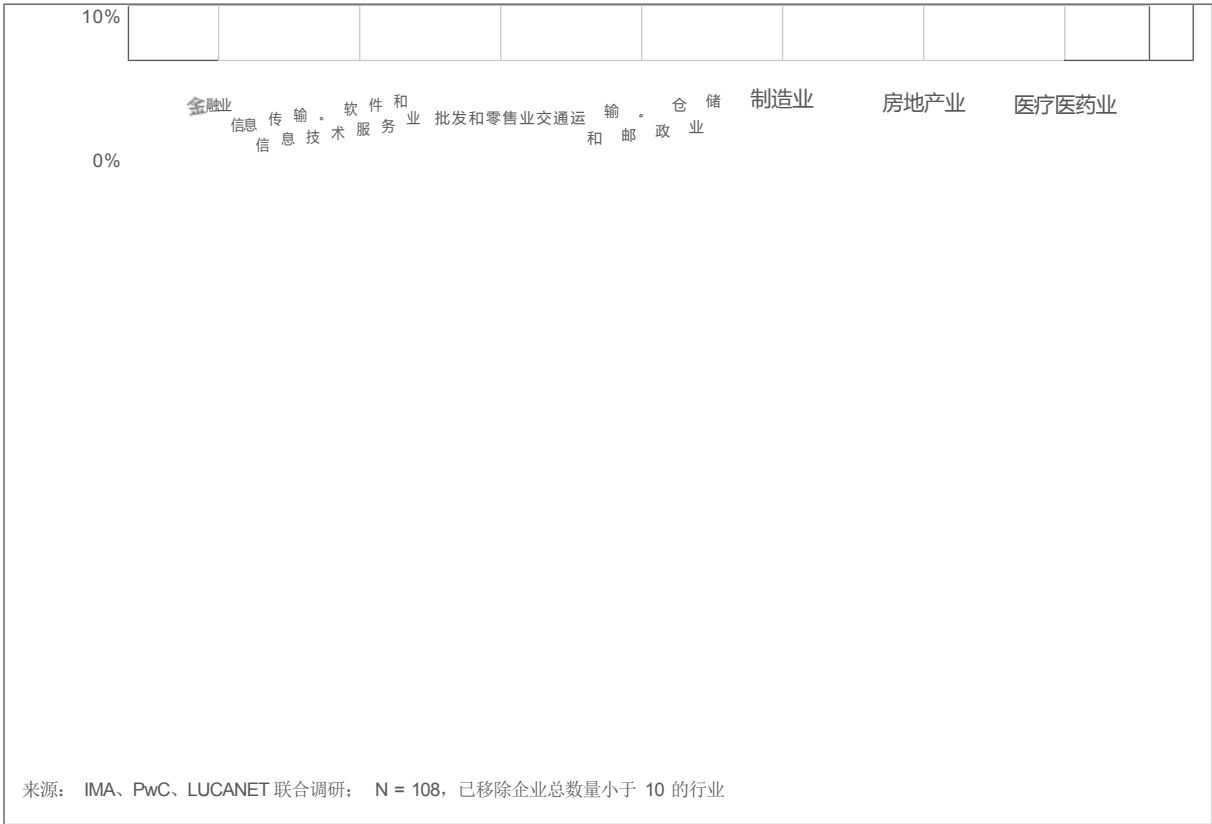 10%
金融业
信息传输。软件和
信息技术服务业
批发和零售业
交通运输。仓储
和邮政业
制造业
房地产业
医疗医药业
0%
来源： IMA、PwC、LUCANET 联合调研； N = 108，已移除企业总数量小于 10 的行业